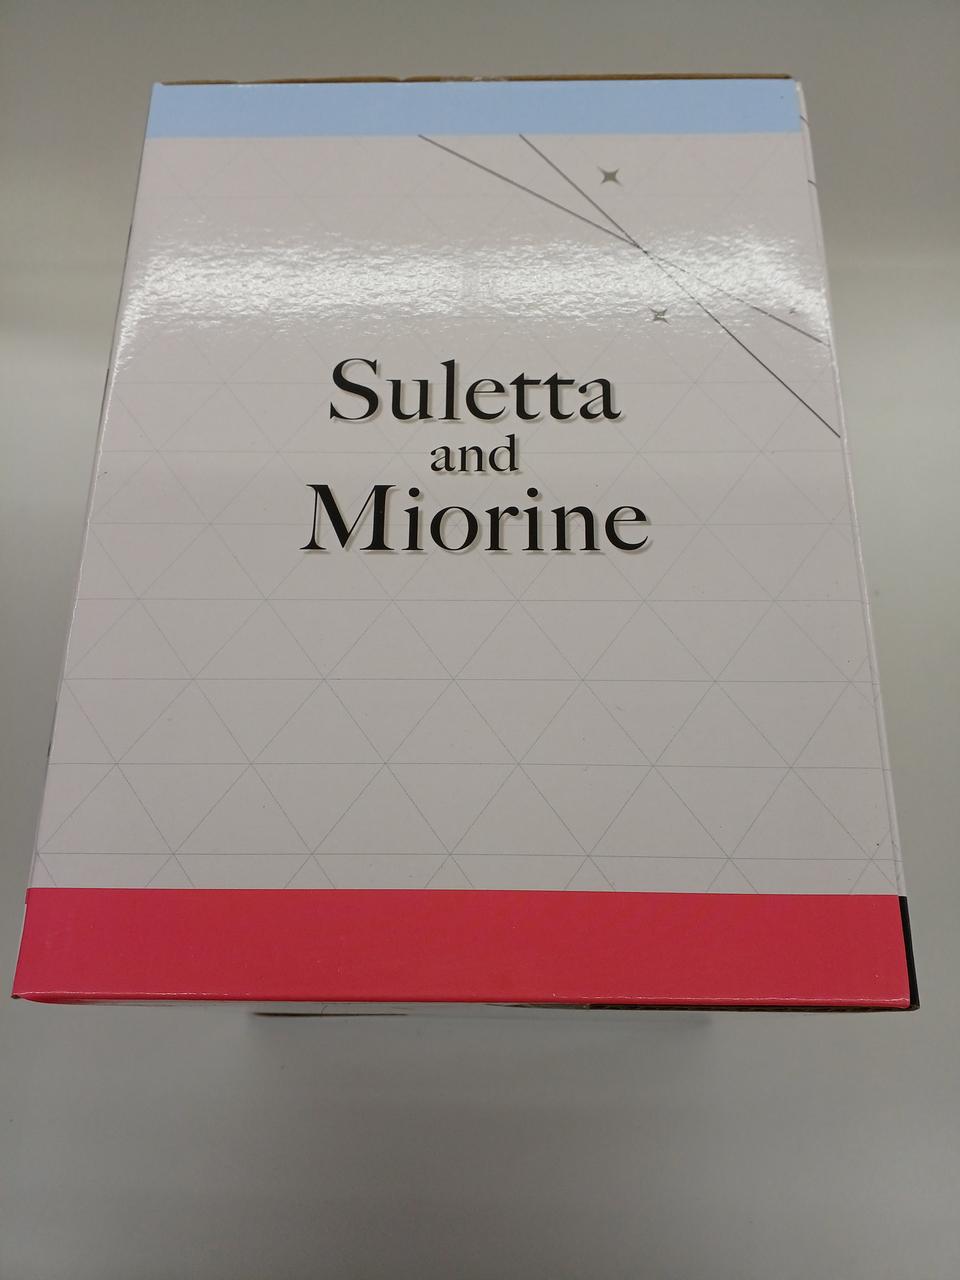 Suletta
and
Miorine